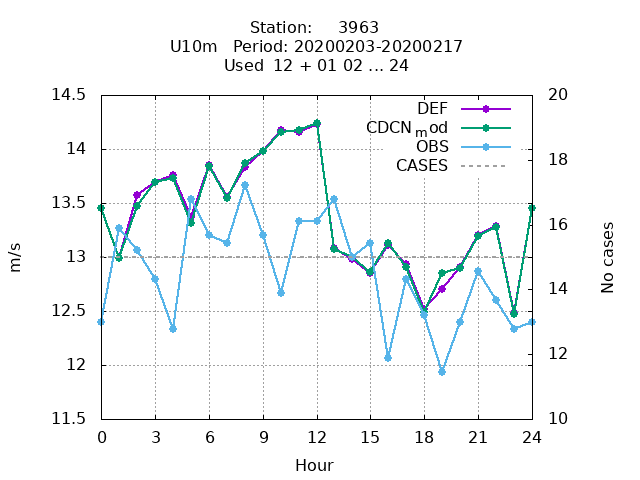 Station: 3963
U10m Period: 20200203-20200217
Used 12 + 01 02 ... 24
14.5 20
DEF
CDCN_mod
OBS
CASES
14 18
13.5 16
13
12.5 14
12 12
11.5 10
m/s
No cases
0 3 6 9 12 15 18 21 24
Hour